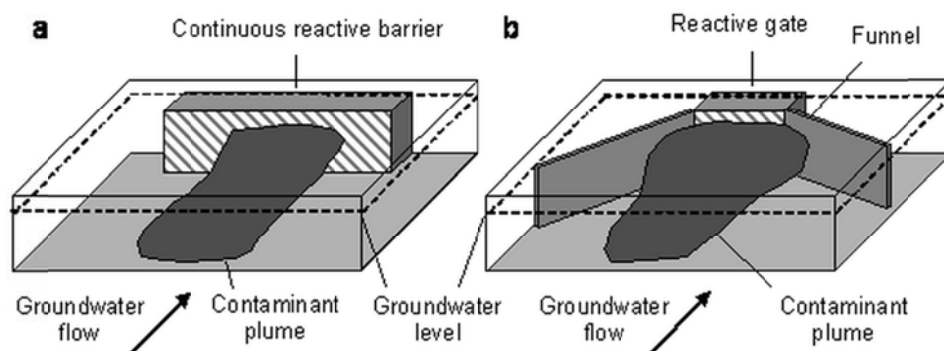 a
Continuous reactive barrier
b
Reactive gate
Funnel
Groundwater
flow
Contaminant
plume
Groundwater
level
Groundwater
flow
Contaminant
plume